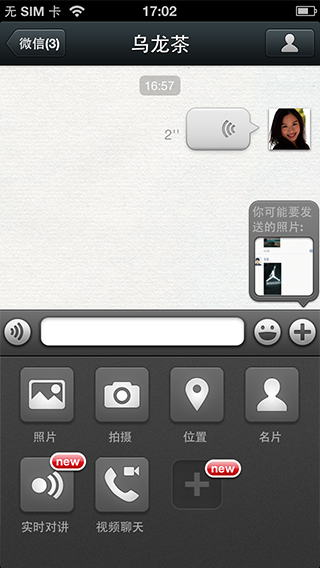 无 SIM 卡 17:02
微信(3) 乌龙茶
16:57
2''
你可能要发
送的照片:
照片 拍摄 位置 名片
new new
实时对讲 视频聊天